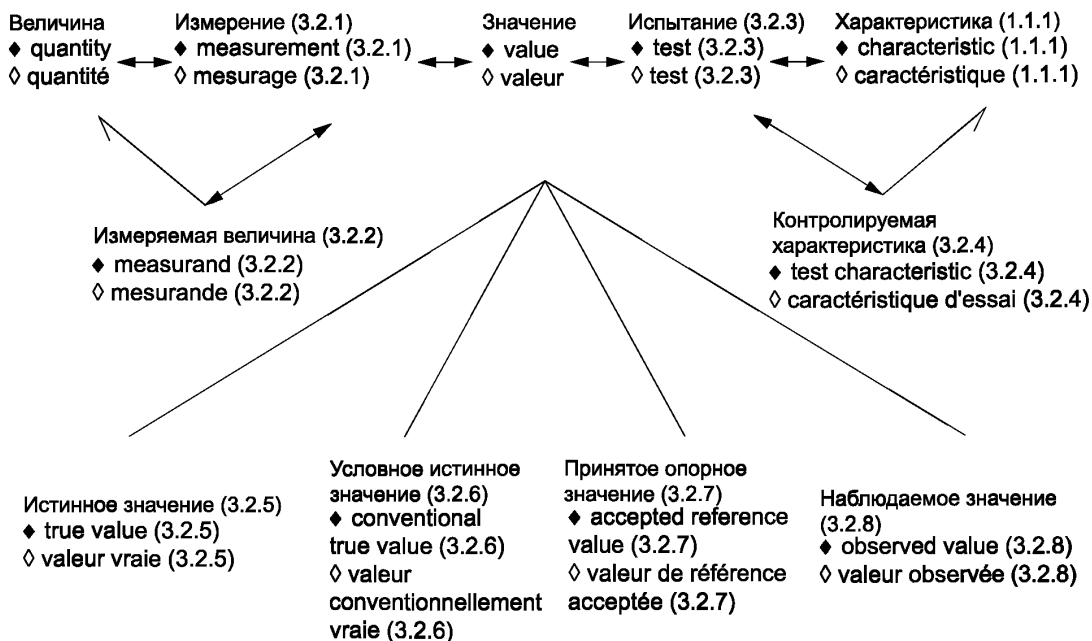 Величина
♦ quantity
◊ quantité
Измерение (3.2.1)
♦ measurement (3.2.1)
◊ mesurage (3.2.1)
Значение
♦ value
◊ valeur
Испытание (3.2.3)
♦ test (3.2.3)
◊ test (3.2.3)
Характеристика (1.1.1)
♦ characteristic (1.1.1)
◊ caractéristique (1.1.1)
Измеряемая величина (3.2.2)
♦ measurand (3.2.2)
◊ mesurande (3.2.2)
Контролируемая
характеристика (3.2.4)
♦ test characteristic (3.2.4)
◊ caractéristique d'essai (3.2.4)
Истинное значение (3.2.5)
♦ true value (3.2.5)
◊ valeur vraie (3.2.5)
Условное истинное
значение (3.2.6)
♦ conventional
true value (3.2.6)
◊ valeur
conventionnellement
vraie (3.2.6)
Принятое опорное
значение (3.2.7)
♦ accepted reference
value (3.2.7)
◊ valeur de référence
acceptée (3.2.7)
Наблюдаемое значение
(3.2.8)
♦ observed value (3.2.8)
◊ valeur observée (3.2.8)